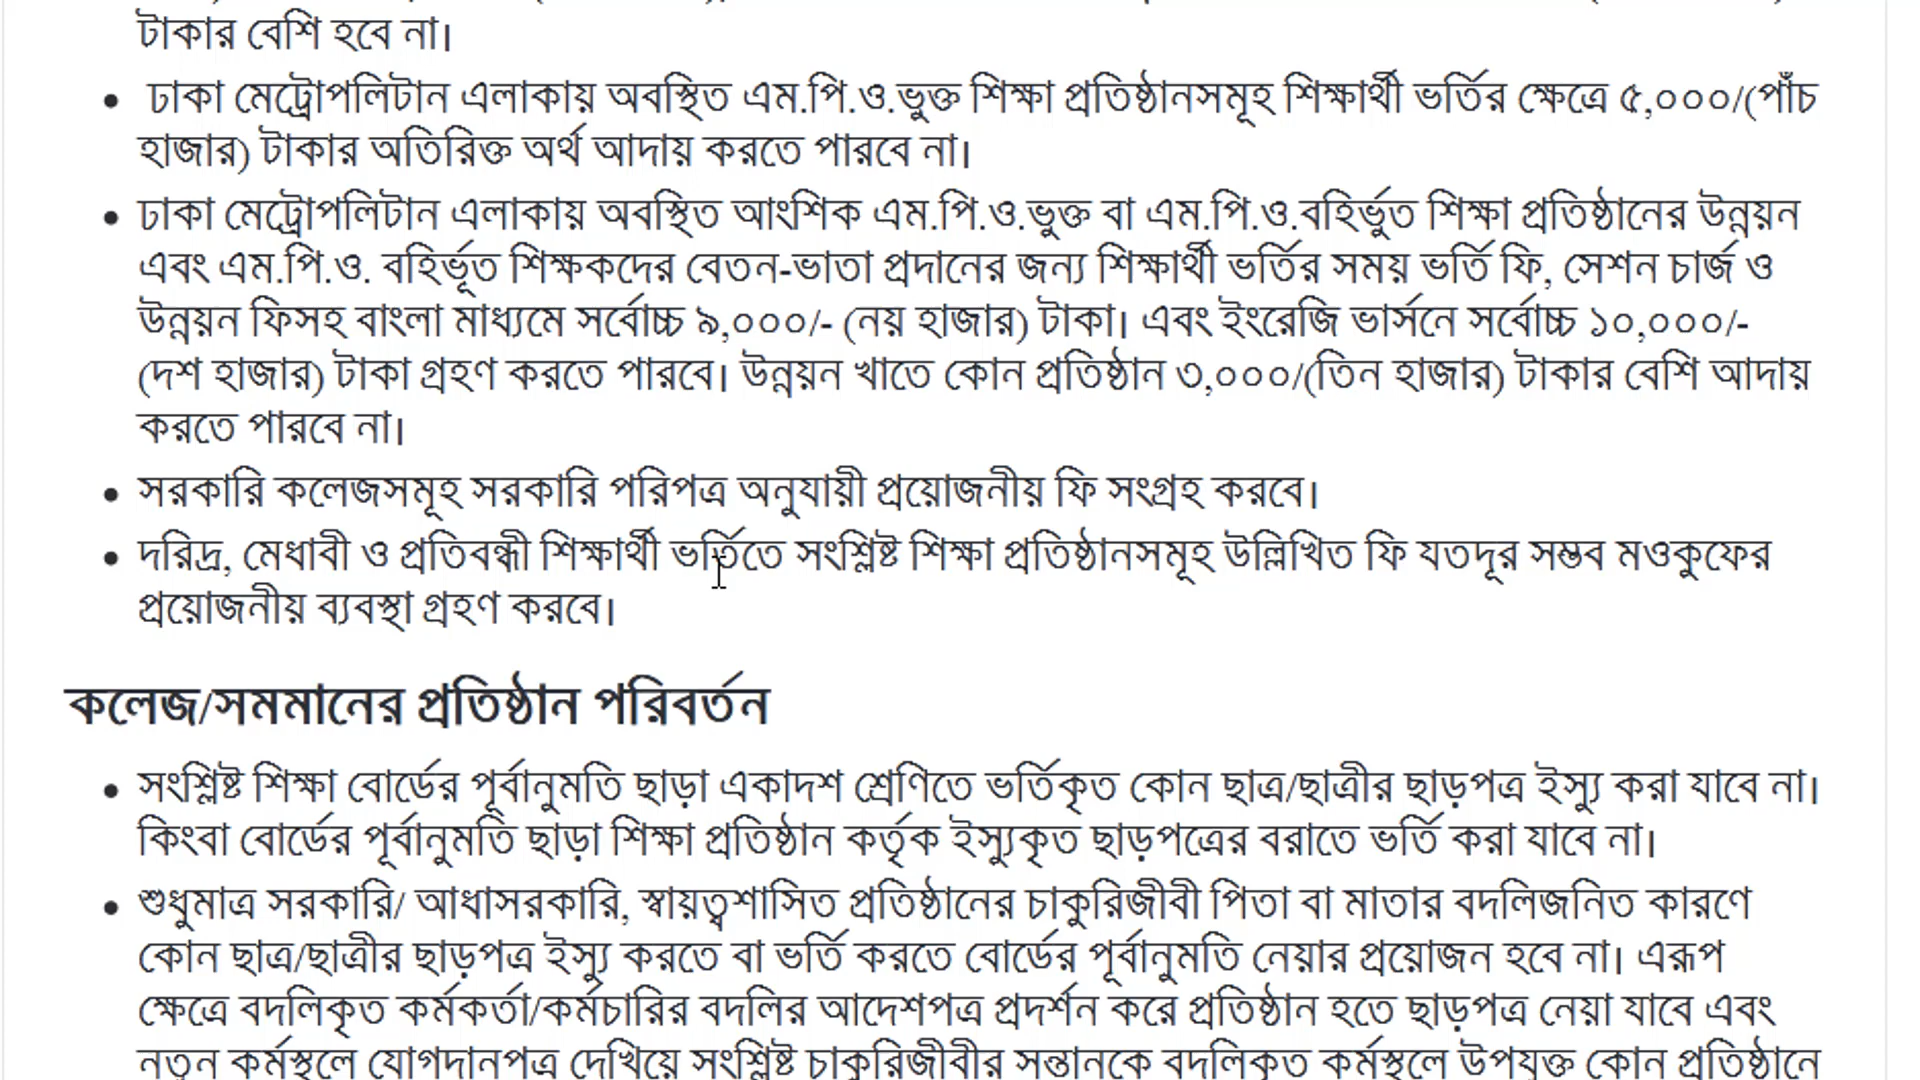 টাকার বেশি হবে না।
• ঢাকা মেট্রোপলিটান এলাকায় অবস্থিত এম.পি.ও.ভুক্ত শিক্ষা প্রতিষ্ঠানসমূহ শিক্ষার্থী ভর্তির ক্ষেত্রে ৫,০০০/(পাঁচ
হাজার) টাকার অতিরিক্ত অর্থ আদায় করতে পারবে না।
• ঢাকা মেট্রোপলিটান এলাকায় অবস্থিত আংশিক এম.পি.ও.ভুক্ত বা এম.পি.ও.বহির্ভুত শিক্ষা প্রতিষ্ঠানের উন্নয়ন
এবং এম.পি.ও. বহির্ভূত শিক্ষকদের বেতন-ভাতা প্রদানের জন্য শিক্ষার্থী ভর্তির সময় ভর্তি ফি, সেশন চার্জ ও
উন্নয়ন ফিসহ বাংলা মাধ্যমে সর্বোচ্চ ৯,০০০/- (নয় হাজার) টাকা। এবং ইংরেজি ভার্সনে সর্বোচ্চ ১০,০০০/-
(দশ হাজার) টাকা গ্রহণ করতে পারবে। উন্নয়ন খাতে কোন প্রতিষ্ঠান ৩,০০০/(তিন হাজার) টাকার বেশি আদায়
করতে পারবে না।
• সরকারি কলেজসমূহ সরকারি পরিপত্র অনুযায়ী প্রয়োজনীয় ফি সংগ্রহ করবে।
• দরিদ্র, মেধাবী ও প্রতিবন্ধী শিক্ষার্থী ভর্তিতে সংশ্লিষ্ট শিক্ষা প্রতিষ্ঠানসমূহ উল্লিখিত ফি যতদূর সম্ভব মওকুফের
প্রয়োজনীয় ব্যবস্থা গ্রহণ করবে।
কলেজ/সমমানের প্রতিষ্ঠান পরিবর্তন
• সংশ্লিষ্ট শিক্ষা বোর্ডের পূর্বানুমতি ছাড়া একাদশ শ্রেণিতে ভর্তিকৃত কোন ছাত্র/ছাত্রীর ছাড়পত্র ইস্যু করা যাবে না।
কিংবা বোর্ডের পূর্বানুমতি ছাড়া শিক্ষা প্রতিষ্ঠান কর্তৃক ইস্যুকৃত ছাড়পত্রের বরাতে ভর্তি করা যাবে না।
• শুধুমাত্র সরকারি/ আধাসরকারি, স্বায়ত্বশাসিত প্রতিষ্ঠানের চাকুরিজীবী পিতা বা মাতার বদলিজনিত কারণে
কোন ছাত্র/ছাত্রীর ছাড়পত্র ইস্যু করতে বা ভর্তি করতে বোর্ডের পূর্বানুমতি নেয়ার প্রয়োজন হবে না। এরূপ
ক্ষেত্রে বদলিকৃত কর্মকর্তা/কর্মচারির বদলির আদেশপত্র প্রদর্শন করে প্রতিষ্ঠান হতে ছাড়পত্র নেয়া যাবে এবং
নতুন কর্মস্থলে যোগদানপত্র দেখিয়ে সংশ্লিষ্ট চাকুরিজীবীর সন্তানকে বদলিকৃত কর্মস্থলে উপযুক্ত কোন প্রতিষ্ঠানে